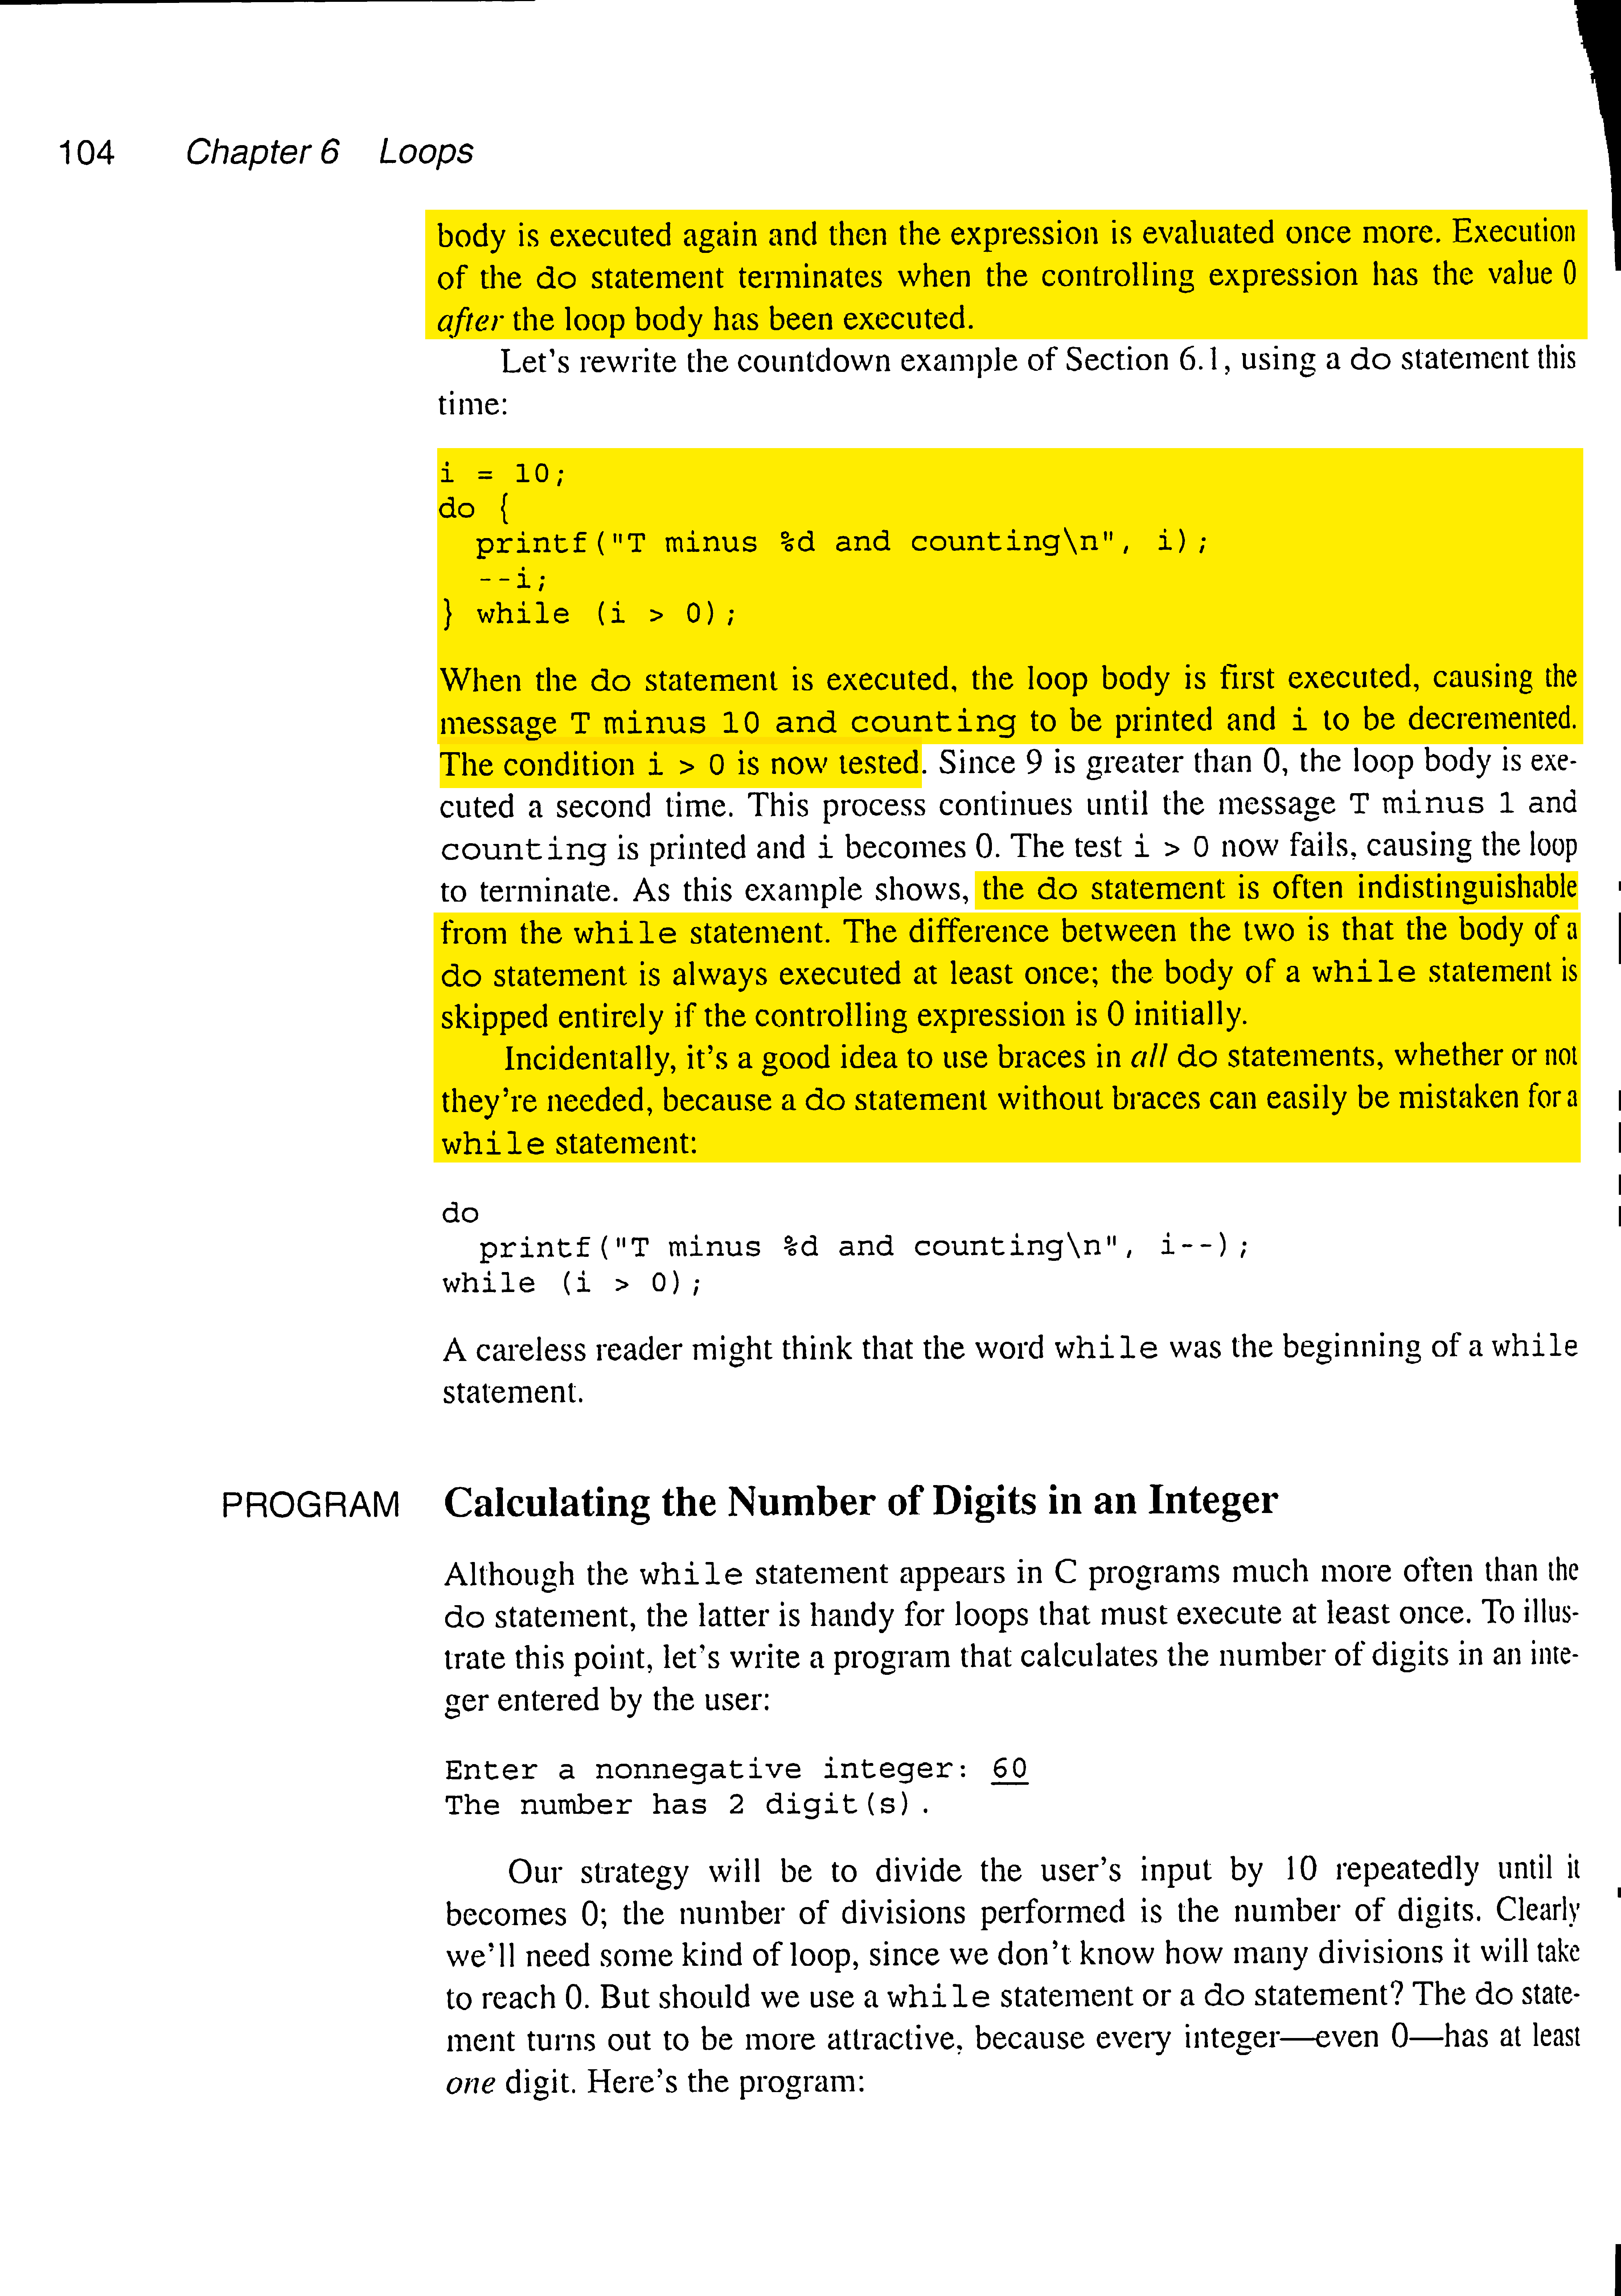 104 Chapter 6 Loops
body is executed again and then the expression is evaluated once more. Execution
of the do statement terminates when the controlling expression has the value 0
after the loop body has been executed.
Let's rewrite the countdown example of Section 6.1, using a do statement this
time:
i = 10;
do {
  printf("T minus %d and counting\n", i);
  --i;
} while (i > 0);
When the do statement is executed, the loop body is first executed, causing the
message T minus 10 and counting to be printed and i to be decremented.
The condition i > 0 is now tested. Since 9 is greater than 0, the loop body is exe-
cuted a second time. This process continues until the message T minus 1 and
counting is printed and i becomes 0. The test i > 0 now fails, causing the loop
to terminate. As this example shows, the do statement is often indistinguishable
from the while statement. The difference between the two is that the body of a
do statement is always executed at least once; the body of a while statement is
skipped entirely if the controlling expression is 0 initially.
Incidentally, it's a good idea to use braces in all do statements, whether or not
they're needed, because a do statement without braces can easily be mistaken for a
while statement:
do
  printf("T minus %d and counting\n", i--);
while (i > 0);
A careless reader might think that the word while was the beginning of a while
statement.
PROGRAM Calculating the Number of Digits in an Integer
Although the while statement appears in C programs much more often than the
do statement, the latter is handy for loops that must execute at least once. To illus-
trate this point, let's write a program that calculates the number of digits in an inte-
ger entered by the user:
Enter a nonnegative integer: 60
The number has 2 digit(s).
Our strategy will be to divide the user's input by 10 repeatedly until it
becomes 0; the number of divisions performed is the number of digits. Clearly
we'll need some kind of loop, since we don't know how many divisions it will take
to reach 0. But should we use a while statement or a do statement? The do state-
ment turns out to be more attractive, because every integer—even 0—has at least
one digit. Here's the program: